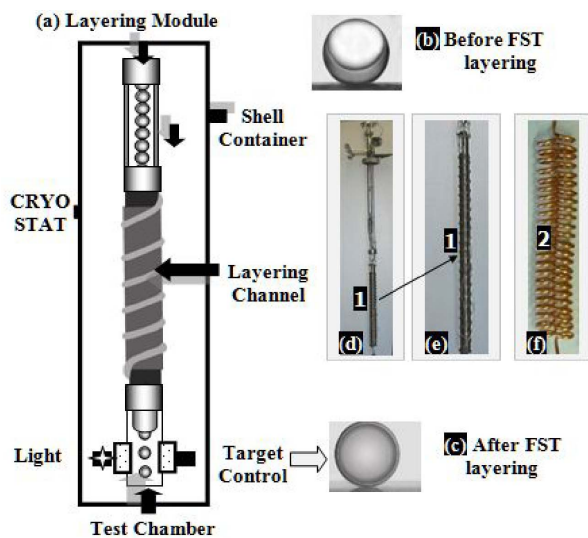 (a) Layering Module
(b) Before FST
layering
Shell
Container
CRYO
STAT
Layering
Channel
1
1
2
(d)
(e)
(f)
Light
Target
Control
(c) After FST
layering
Test Chamber